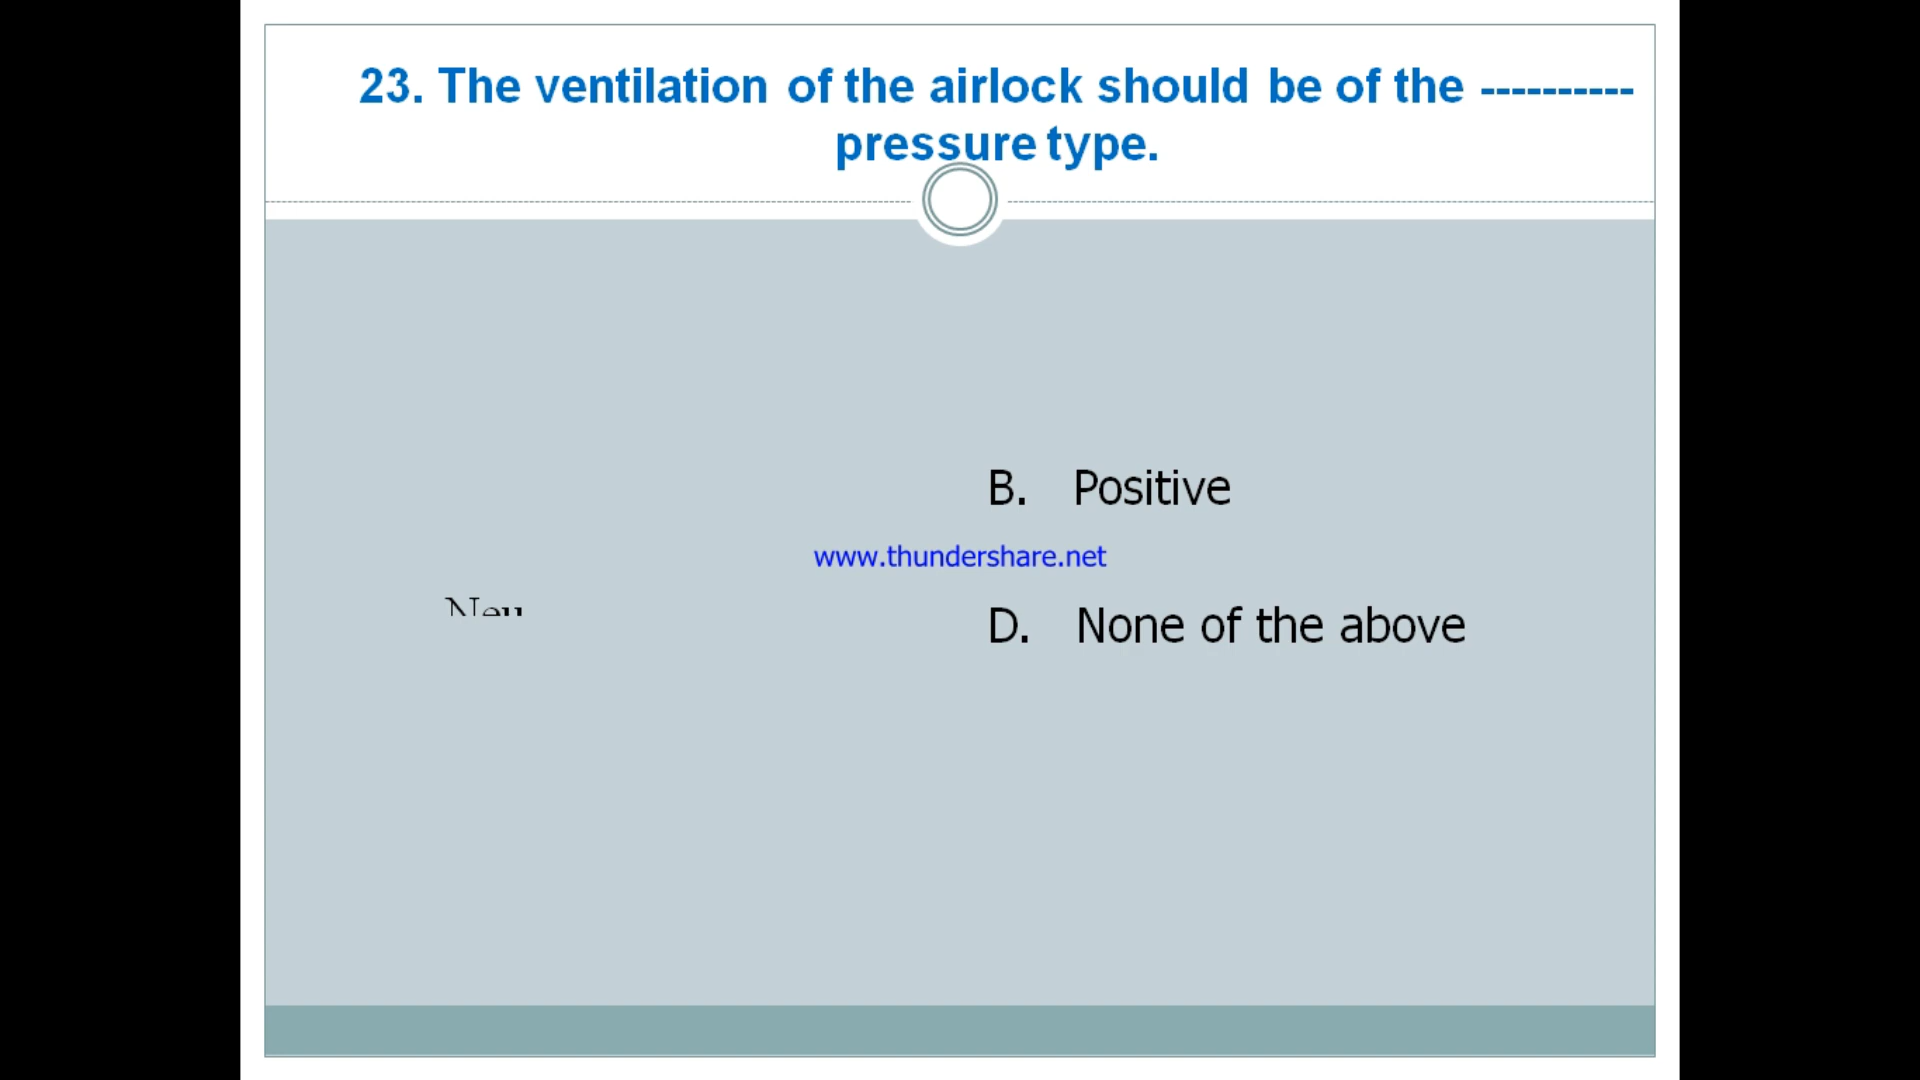 23. The ventilation of the airlock should be of the ----------
pressure type.
B. Positive
www.thundershare.net
D. None of the above